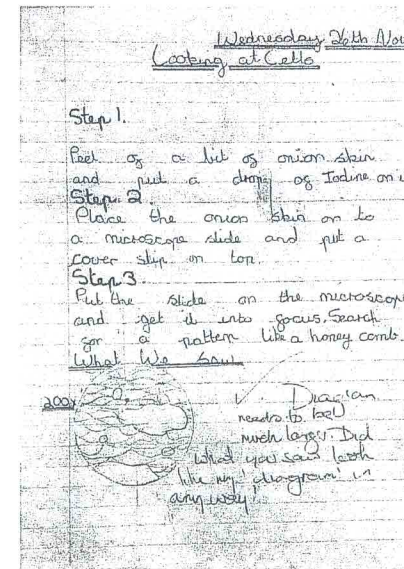 Wednesday 26th Nov
Looking at Cells
Step 1.
Peel of a bit of onion skin
and put a drop of Iodine on i
Step 2
Place the onion skin on to
a microscope slide and put a
cover slip on top.
Step 3
Put the slide on the microscop
and get it into focus. Search
for a pattern like a honey comb.
What We Saw
200x
Diagram
needs to be
much larger. Did
what you saw look
like my 'diagram' in
any way?